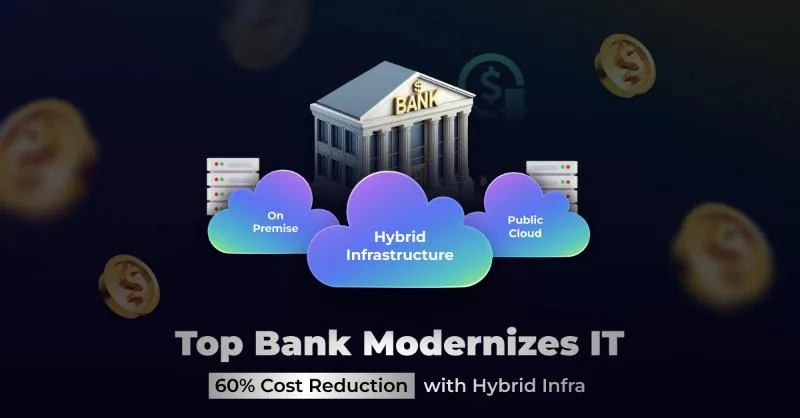 $
BANK
$
$
On
Premise
Public
Cloud
Hybrid
Infrastructure
$
Top Bank Modernizes IT
60% Cost Reduction with Hybrid Infra